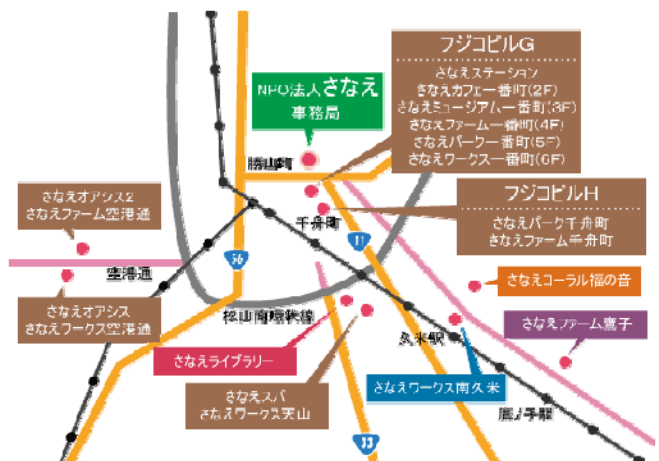 フジコビルG
さなえステーション
さなえカフェ一番町(2F)
さなえミュージアム一番町(3F)
さなえファーム一番町(4F)
さなえパーク一番町(5F)
さなえワークス一番町(6F)
NPO法人さなえ
事務局
勝山町
フジコビルH
さなえパーク千舟町
さなえファーム千舟町
千舟町
さなえオアシス2
さなえファーム空港通
11
56
空港通
さなえオアシス
さなえワークス空港通
さなえコーラル福の音
松山南環状線
さなえファーム鷹子
久米駅
さなえライブラリー
さなえワークス南久米
さなえスパ
さなえワークス天山
鷹ノ子駅
33